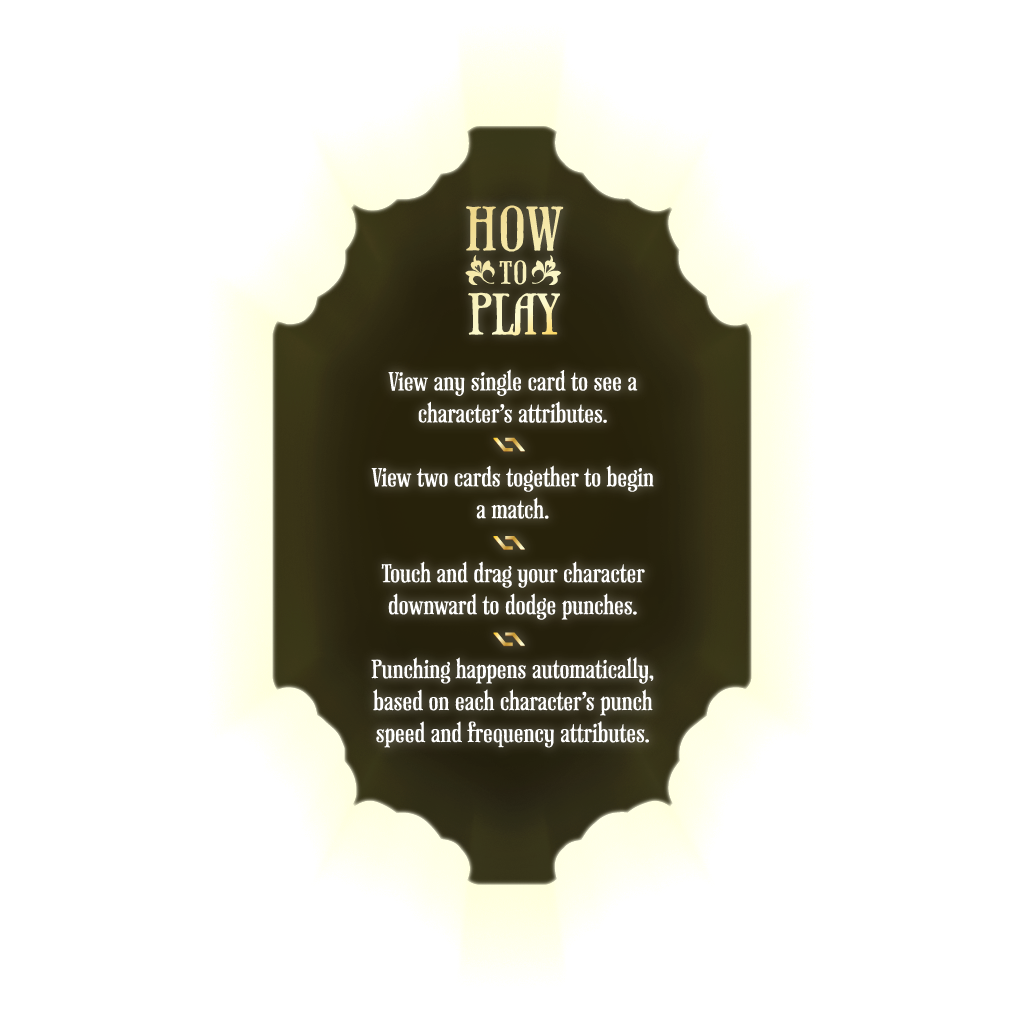 HOW
TO
PLAY
View any single card to see a
character's attributes.
View two cards together to begin
a match.
Touch and drag your character
downward to dodge punches.
Punching happens automatically,
based on each character's punch
speed and frequency attributes.